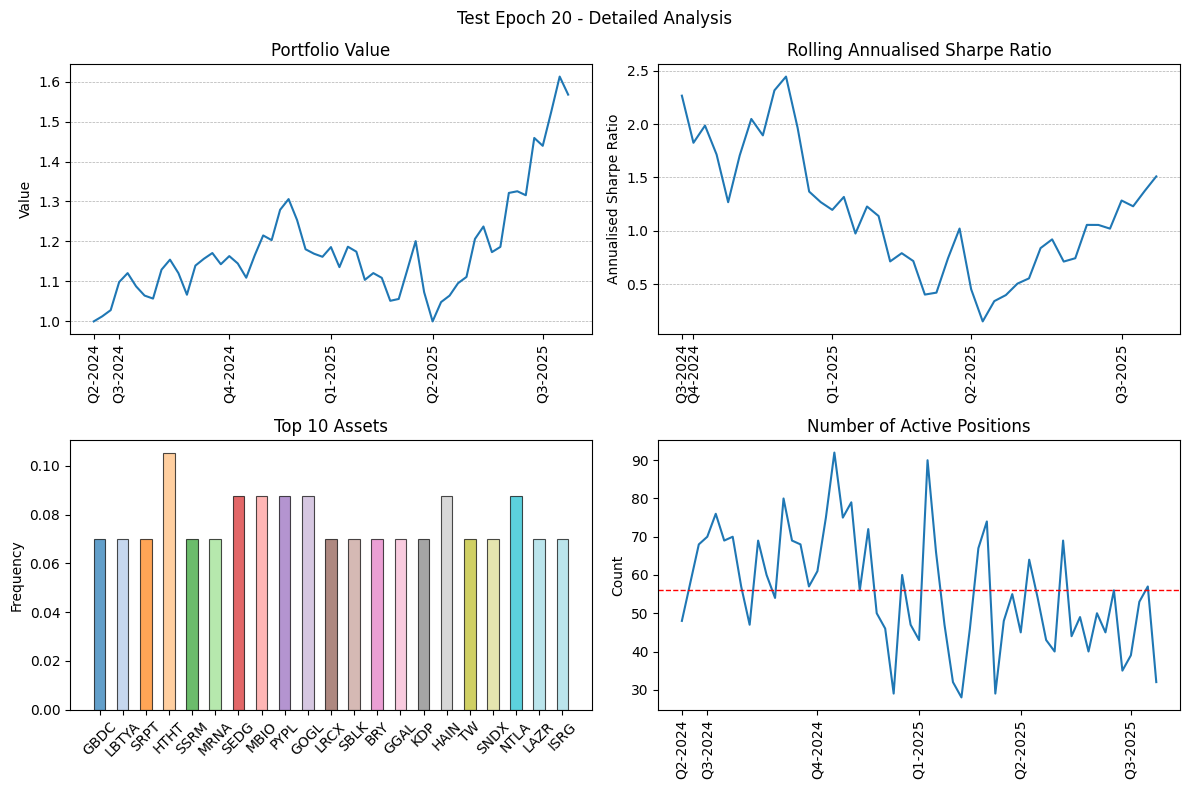 Test Epoch 20 - Detailed Analysis
Portfolio Value
Value
1.6
1.5
1.4
1.3
1.2
1.1
1.0
Q2-2024
Q3-2024
Q4-2024
Q1-2025
Q2-2025
Q3-2025
Rolling Annualised Sharpe Ratio
Annualised Sharpe Ratio
2.5
2.0
1.5
1.0
0.5
Q3-2024
Q4-2024
Q1-2025
Q2-2025
Q3-2025
Top 10 Assets
Frequency
0.10
0.08
0.06
0.04
0.02
0.00
GBDC
LBTYA
SRPT
HTHT
SSRM
MRNA
SEDG
MBIO
PYPL
GOGL
LRCX
SBLK
BRY
GGAL
KDP
HAIN
TW
SNDX
NTLA
LAZR
ISRG
Number of Active Positions
Count
90
80
70
60
50
40
30
Q2-2024
Q3-2024
Q4-2024
Q1-2025
Q2-2025
Q3-2025